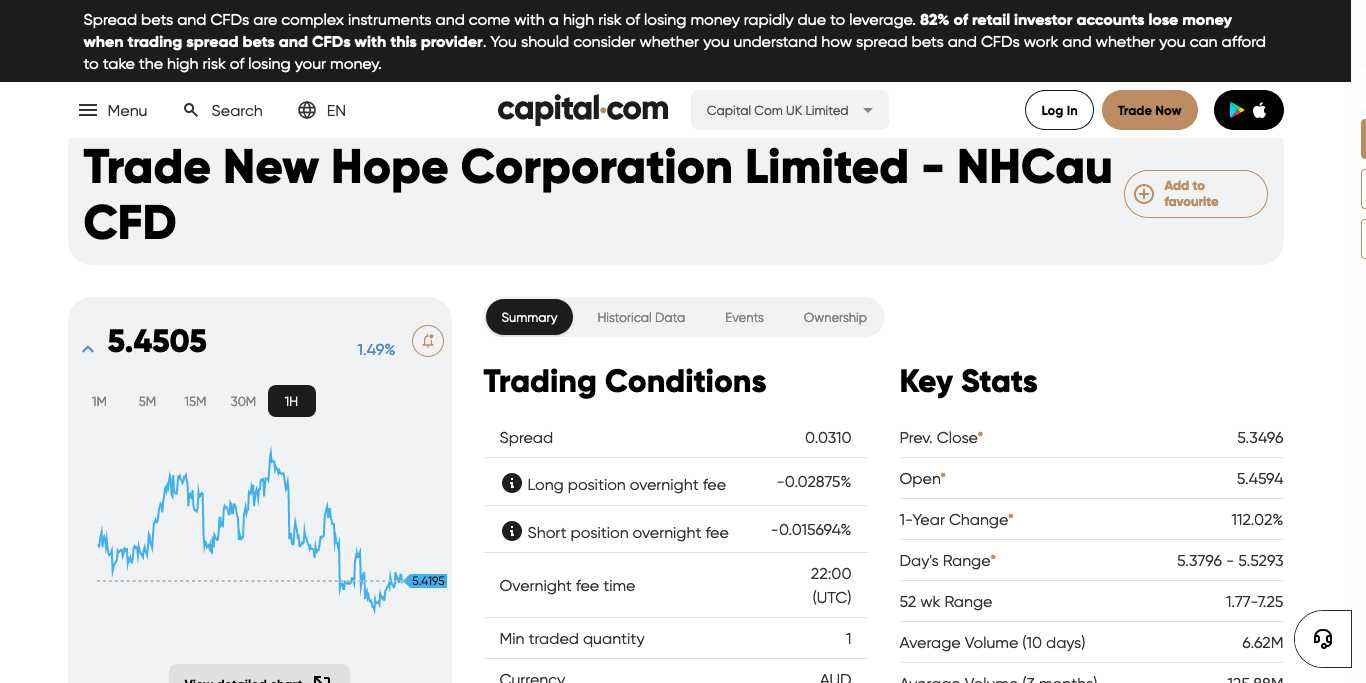 Spread bets and CFDs are complex instruments and come with a high risk of losing money rapidly due to leverage. 82% of retail investor accounts lose money
when trading spread bets and CFDs with this provider. You should consider whether you understand how spread bets and CFDs work and whether you can afford
to take the high risk of losing your money.
Menu Search EN capital.com Capital Com UK Limited Log In Trade Now
Trade New Hope Corporation Limited - NHCau
CFD
Add to
favourite
5.4505 1.49%
1M 5M 15M 30M 1H
5.4195
View detailed chart
Summary Historical Data Events Ownership
Trading Conditions
Spread 0.0310
Long position overnight fee -0.02875%
Short position overnight fee -0.015694%
Overnight fee time 22:00
(UTC)
Min traded quantity 1
Currency AUD
Key Stats
Prev. Close* 5.3496
Open* 5.4594
1-Year Change* 112.02%
Day's Range* 5.3796 - 5.5293
52 wk Range 1.77-7.25
Average Volume (10 days) 6.62M
Average Volume (3 months) 125.88M